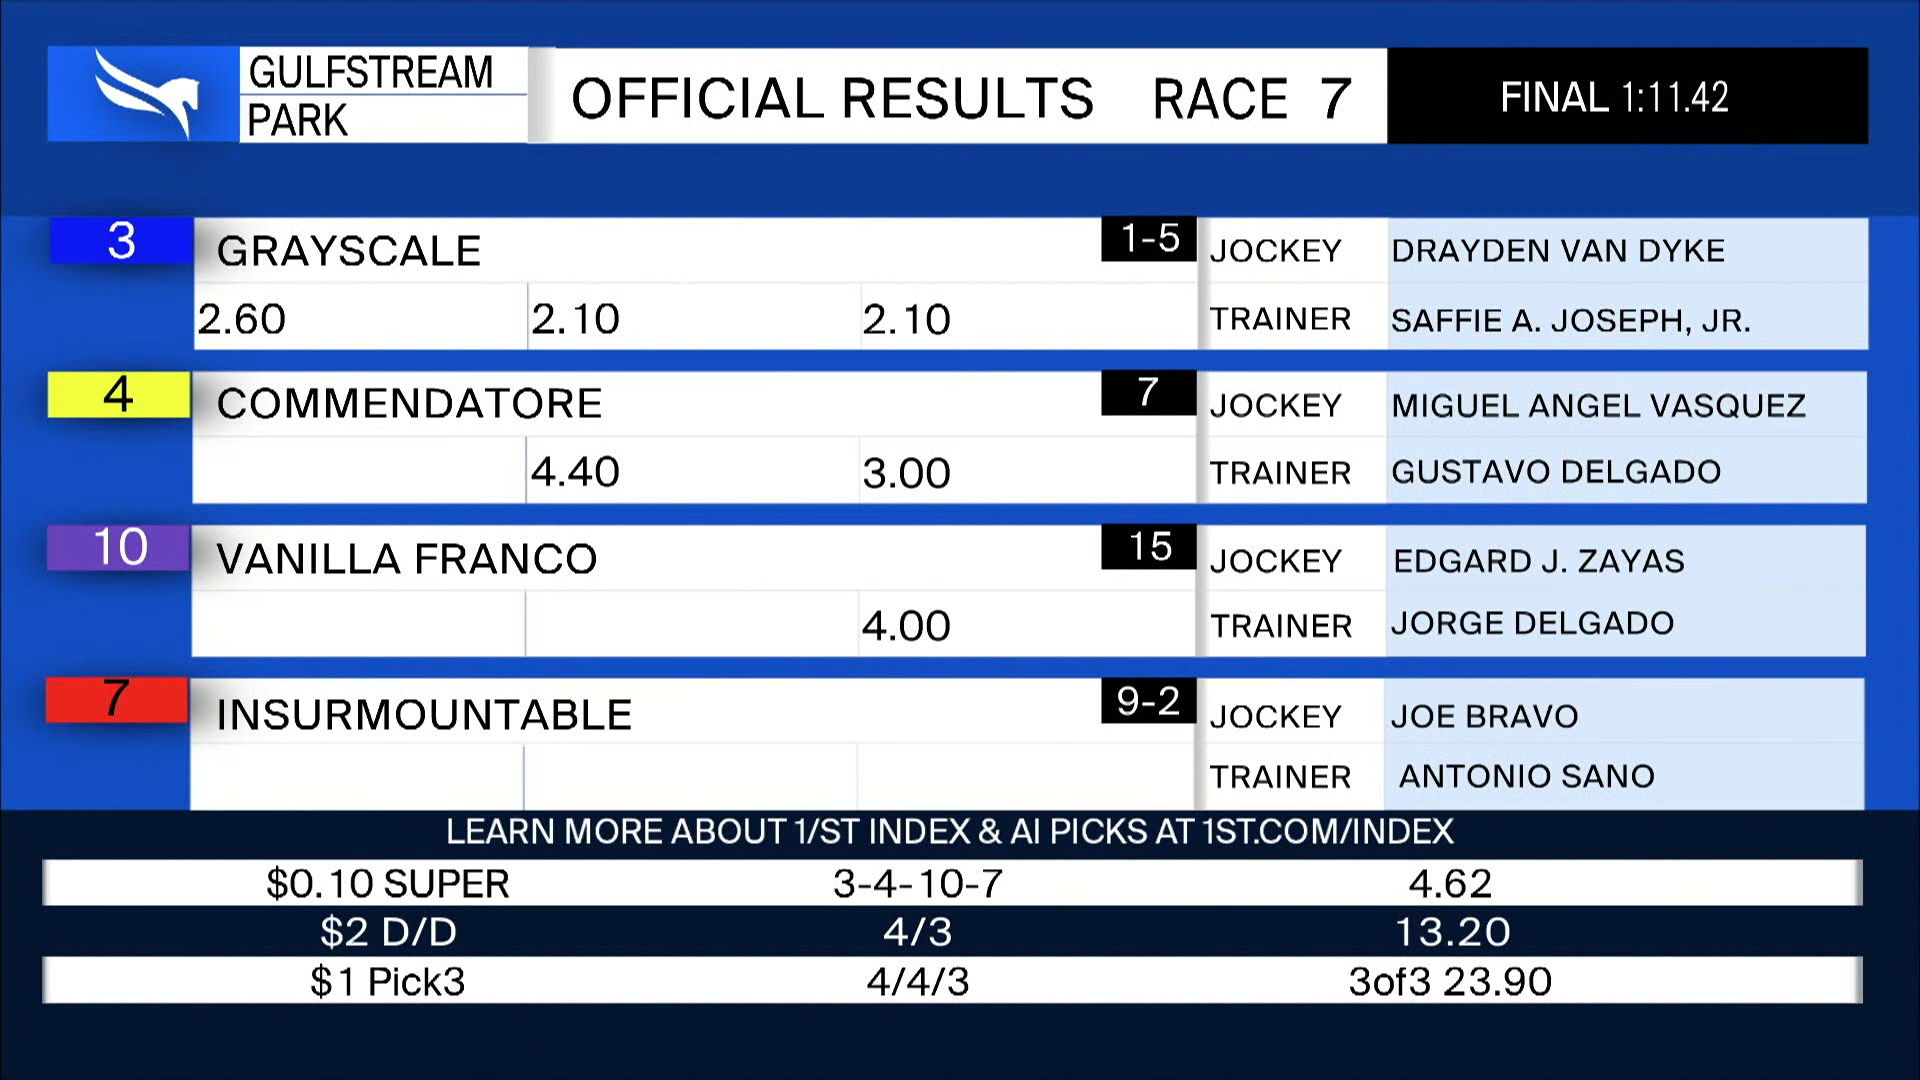 GULFSTREAM
PARK
OFFICIAL RESULTS RACE 7
FINAL 1:11.42
3 GRAYSCALE 1-5 JOCKEY DRAYDEN VAN DYKE
2.60 2.10 2.10 TRAINER SAFFIE A. JOSEPH, JR.
4 COMMENDATORE 7 JOCKEY MIGUEL ANGEL VASQUEZ
4.40 3.00 TRAINER GUSTAVO DELGADO
10 VANILLA FRANCO 15 JOCKEY EDGARD J. ZAYAS
4.00 TRAINER JORGE DELGADO
7 INSURMOUNTABLE 9-2 JOCKEY JOE BRAVO
TRAINER ANTONIO SANO
LEARN MORE ABOUT 1/ST INDEX & AI PICKS AT 1ST.COM/INDEX
$0.10 SUPER 3-4-10-7 4.62
$2 D/D 4/3 13.20
$1 Pick3 4/4/3 3of3 23.90